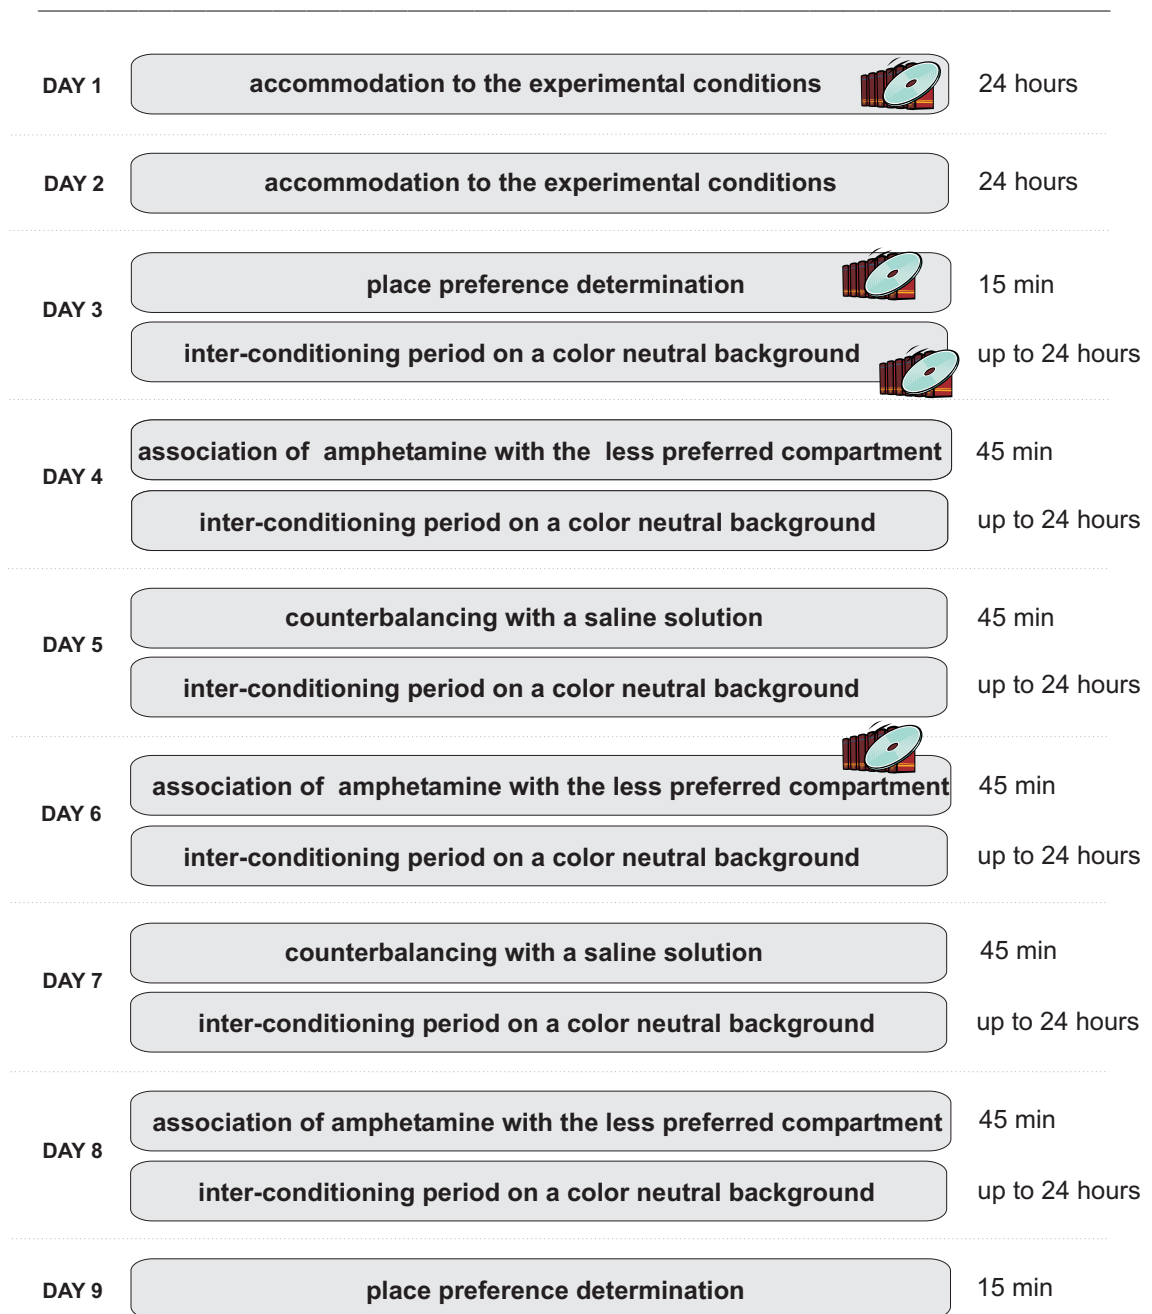 DAY 1 accommodation to the experimental conditions 24 hours
DAY 2 accommodation to the experimental conditions 24 hours
DAY 3
place preference determination 15 min
inter-conditioning period on a color neutral background up to 24 hours
DAY 4
association of amphetamine with the less preferred compartment 45 min
inter-conditioning period on a color neutral background up to 24 hours
DAY 5
counterbalancing with a saline solution 45 min
inter-conditioning period on a color neutral background up to 24 hours
DAY 6
association of amphetamine with the less preferred compartment 45 min
inter-conditioning period on a color neutral background up to 24 hours
DAY 7
counterbalancing with a saline solution 45 min
inter-conditioning period on a color neutral background up to 24 hours
DAY 8
association of amphetamine with the less preferred compartment 45 min
inter-conditioning period on a color neutral background up to 24 hours
DAY 9 place preference determination 15 min